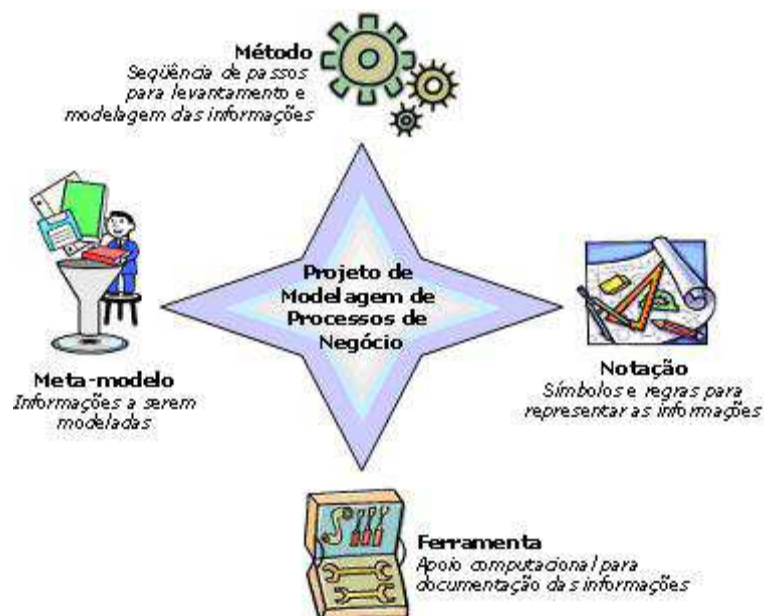 Método
Seqüência de passos
para levantamento e
modelagem das informações
Projeto de
Modelagem de
Processos de
Negócio
Meta-modelo
Informações a serem
modeladas
Notação
Símbolos e regras para
representar as informações
Ferramenta
Apoio computacional para
documentação das informações